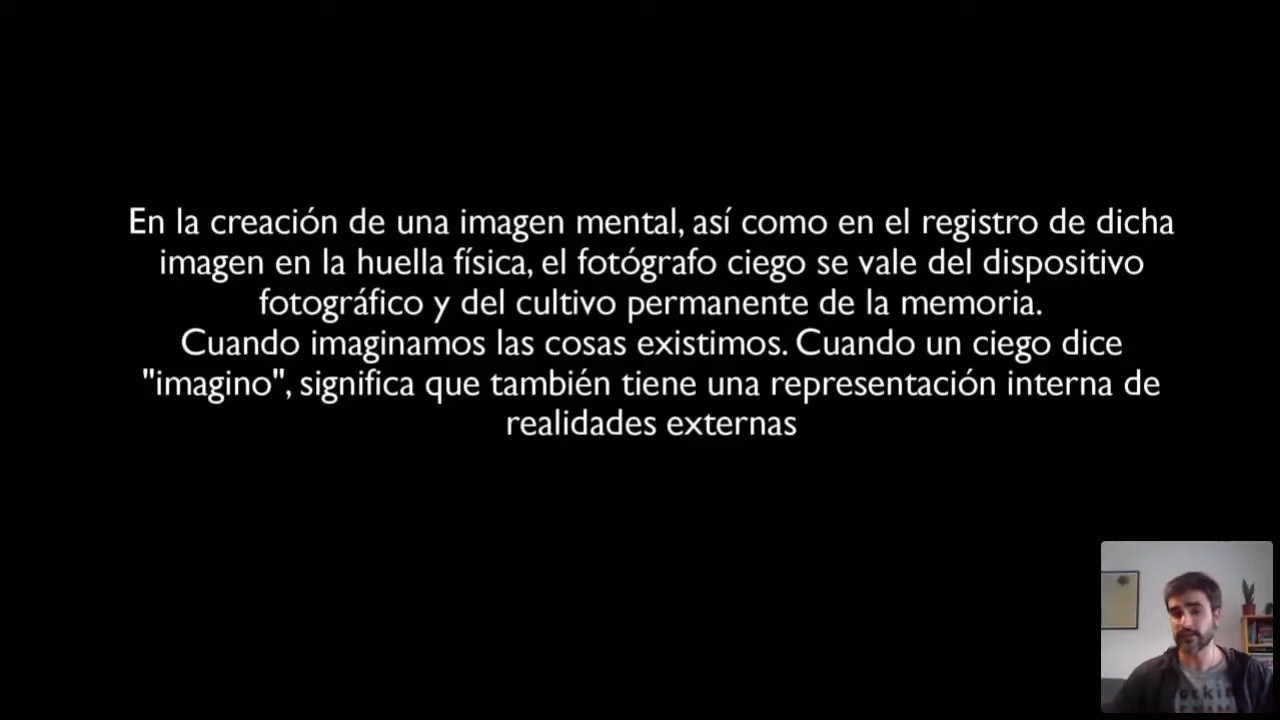 En la creación de una imagen mental, así como en el registro de dicha
imagen en la huella física, el fotógrafo ciego se vale del dispositivo
fotográfico y del cultivo permanente de la memoria.
Cuando imaginamos las cosas existimos. Cuando un ciego dice
"imagino", significa que también tiene una representación interna de
realidades externas